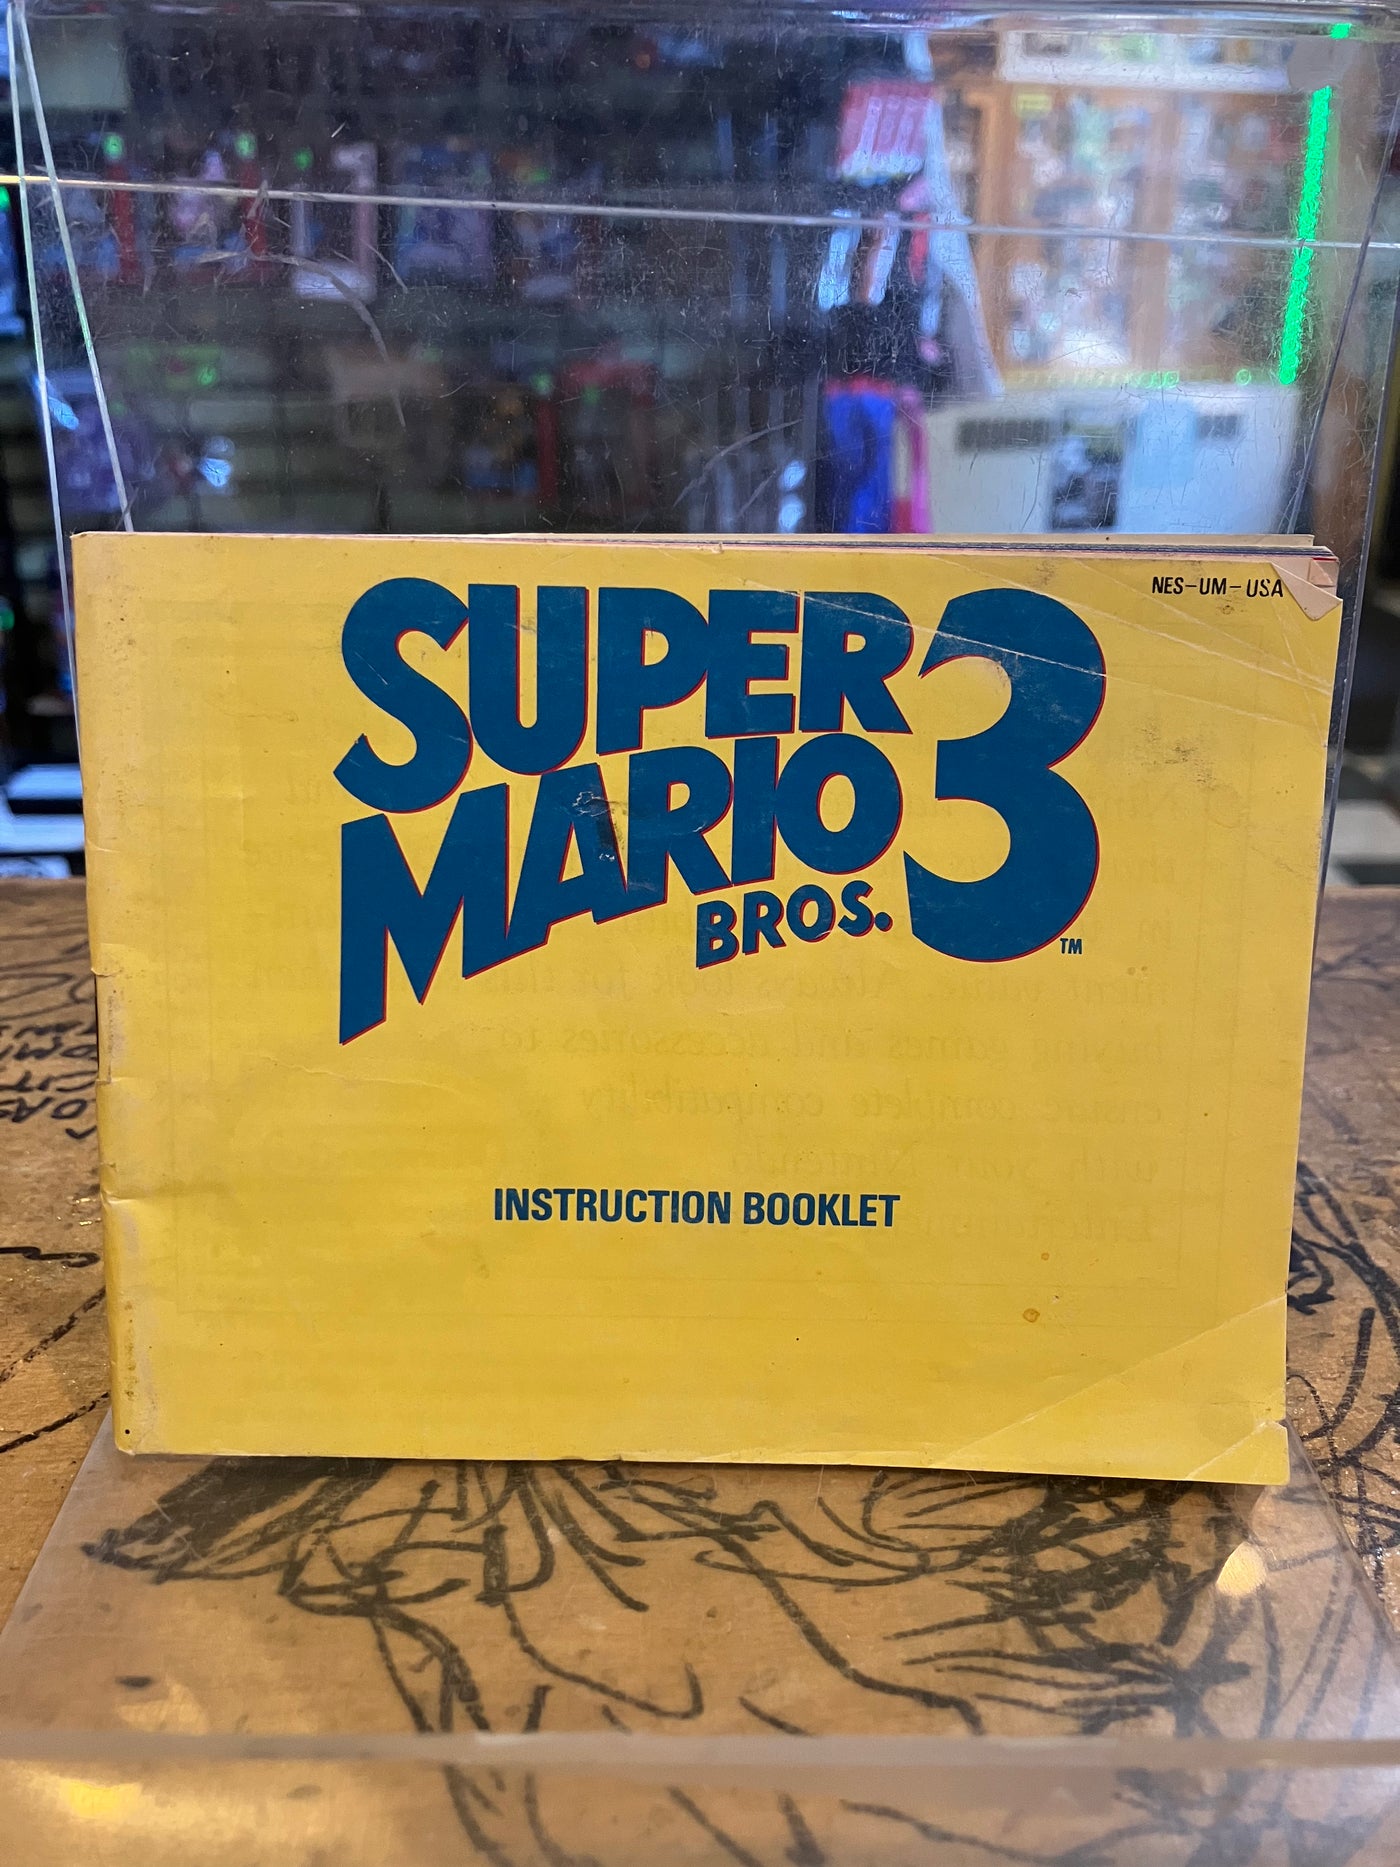 NES-UM-USA
SUPER
MARIO
BROS.
3
TM
INSTRUCTION BOOKLET